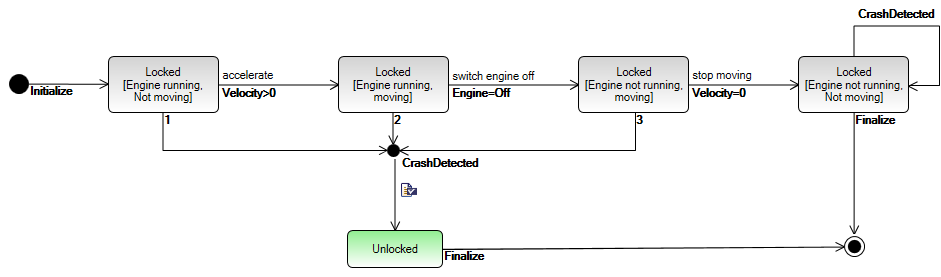 CrashDetected
Locked
[Engine running,
Not moving]
accelerate
Locked
[Engine running,
moving]
switch engine off
Locked
[Engine not running,
moving]
stop moving
Locked
[Engine not running,
Not moving]
Initialize
Velocity>0
Engine=Off
Velocity=0
1
2
3
Finalize
CrashDetected
Unlocked
Finalize